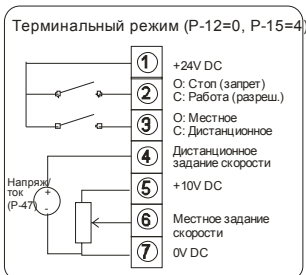 Терминальный режим (P-12=0, P-15=4)
1 +24V DC
2 О: Стоп (запрет)
С: Работа (разреш.)
3 О: Местное
С: Дистанционное
4 Дистанционное
задание скорости
Напряж/
ток
(P-47)
+
-
5 +10V DC
6 Местное задание
скорости
7 0V DC